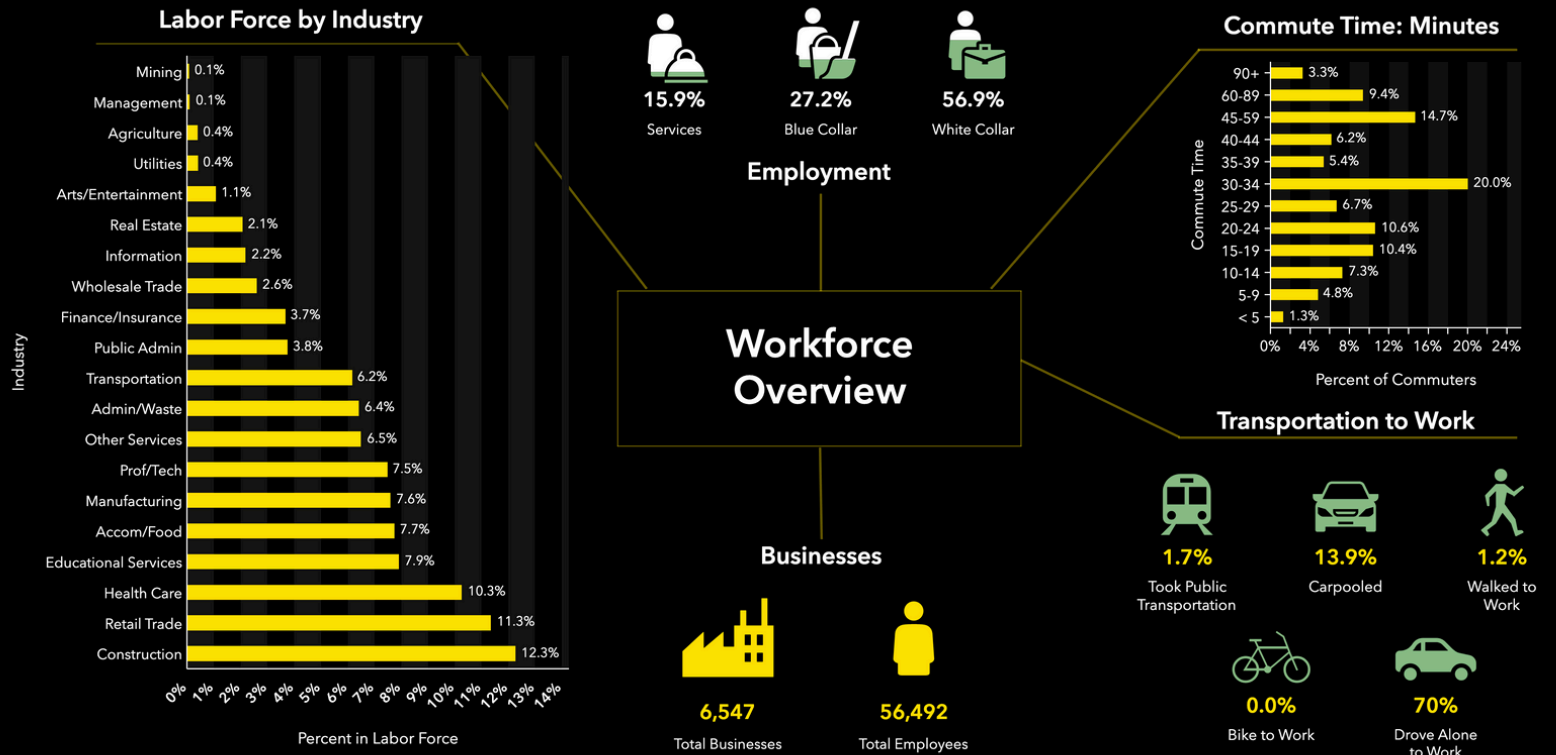 Labor Force by Industry
Industry
Mining 0.1%
Management 0.1%
Agriculture 0.4%
Utilities 0.4%
Arts/Entertainment 1.1%
Real Estate 2.1%
Information 2.2%
Wholesale Trade 2.6%
Finance/Insurance 3.7%
Public Admin 3.8%
Transportation 6.2%
Admin/Waste 6.4%
Other Services 6.5%
Prof/Tech 7.5%
Manufacturing 7.6%
Accom/Food 7.7%
Educational Services 7.9%
Health Care 10.3%
Retail Trade 11.3%
Construction 12.3%
0% 1% 2% 3% 4% 5% 6% 7% 8% 9% 10% 11% 12% 13% 14%
Percent in Labor Force
15.9% 27.2% 56.9%
Services Blue Collar White Collar
Employment
Workforce
Overview
Businesses
6,547 56,492
Total Businesses Total Employees
Commute Time: Minutes
Commute Time
90+ 3.3%
60-89 9.4%
45-59 14.7%
40-44 6.2%
35-39 5.4%
30-34 20.0%
25-29 6.7%
20-24 10.6%
15-19 10.4%
10-14 7.3%
5-9 4.8%
< 5 1.3%
0% 4% 8% 12% 16% 20% 24%
Percent of Commuters
Transportation to Work
1.7% 13.9% 1.2%
Took Public Carpooled Walked to
Transportation Work
0.0% 70%
Bike to Work Drove Alone
to Work